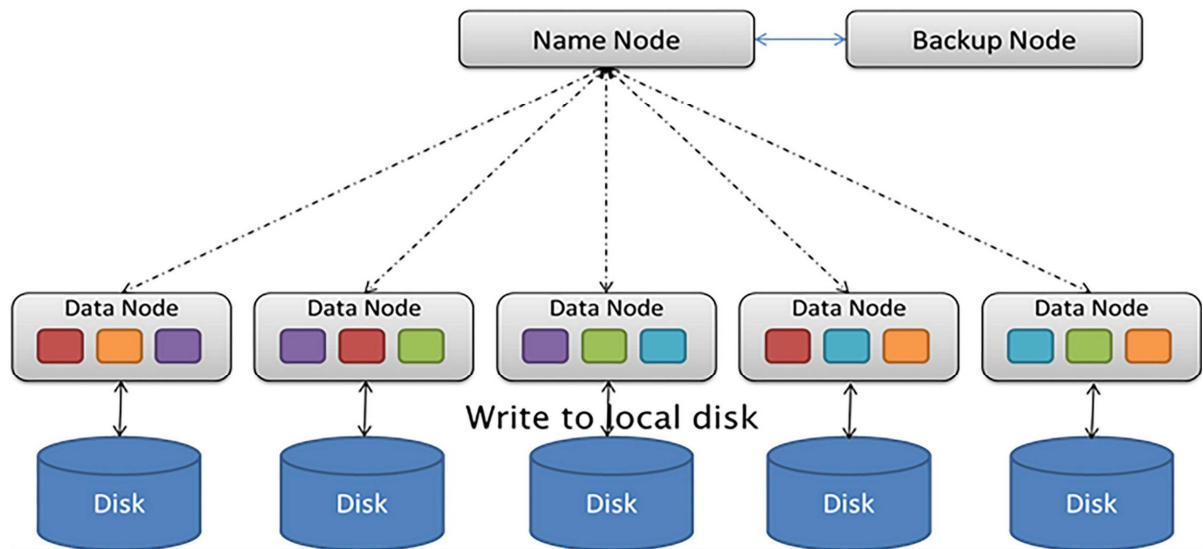 Name Node
Backup Node
Data Node
Data Node
Data Node
Data Node
Data Node
Write to local disk
Disk
Disk
Disk
Disk
Disk